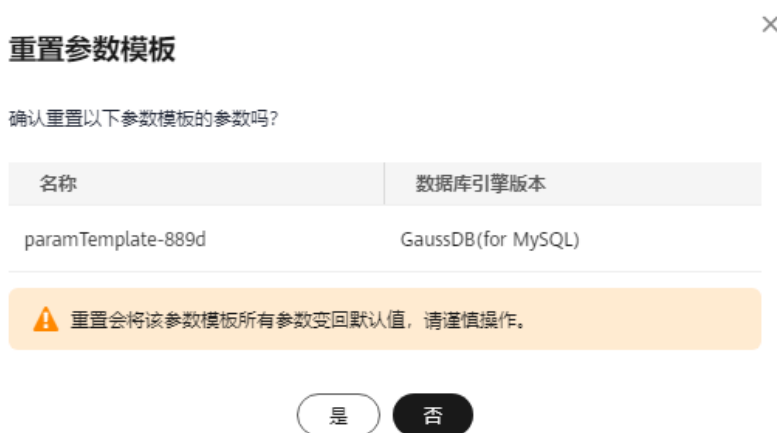 重置参数模板
确认重置以下参数模板的参数吗?
名称 数据库引擎版本
paramTemplate-889d GaussDB(for MySQL)
重置会将该参数模板所有参数变回默认值，请谨慎操作。
是 否